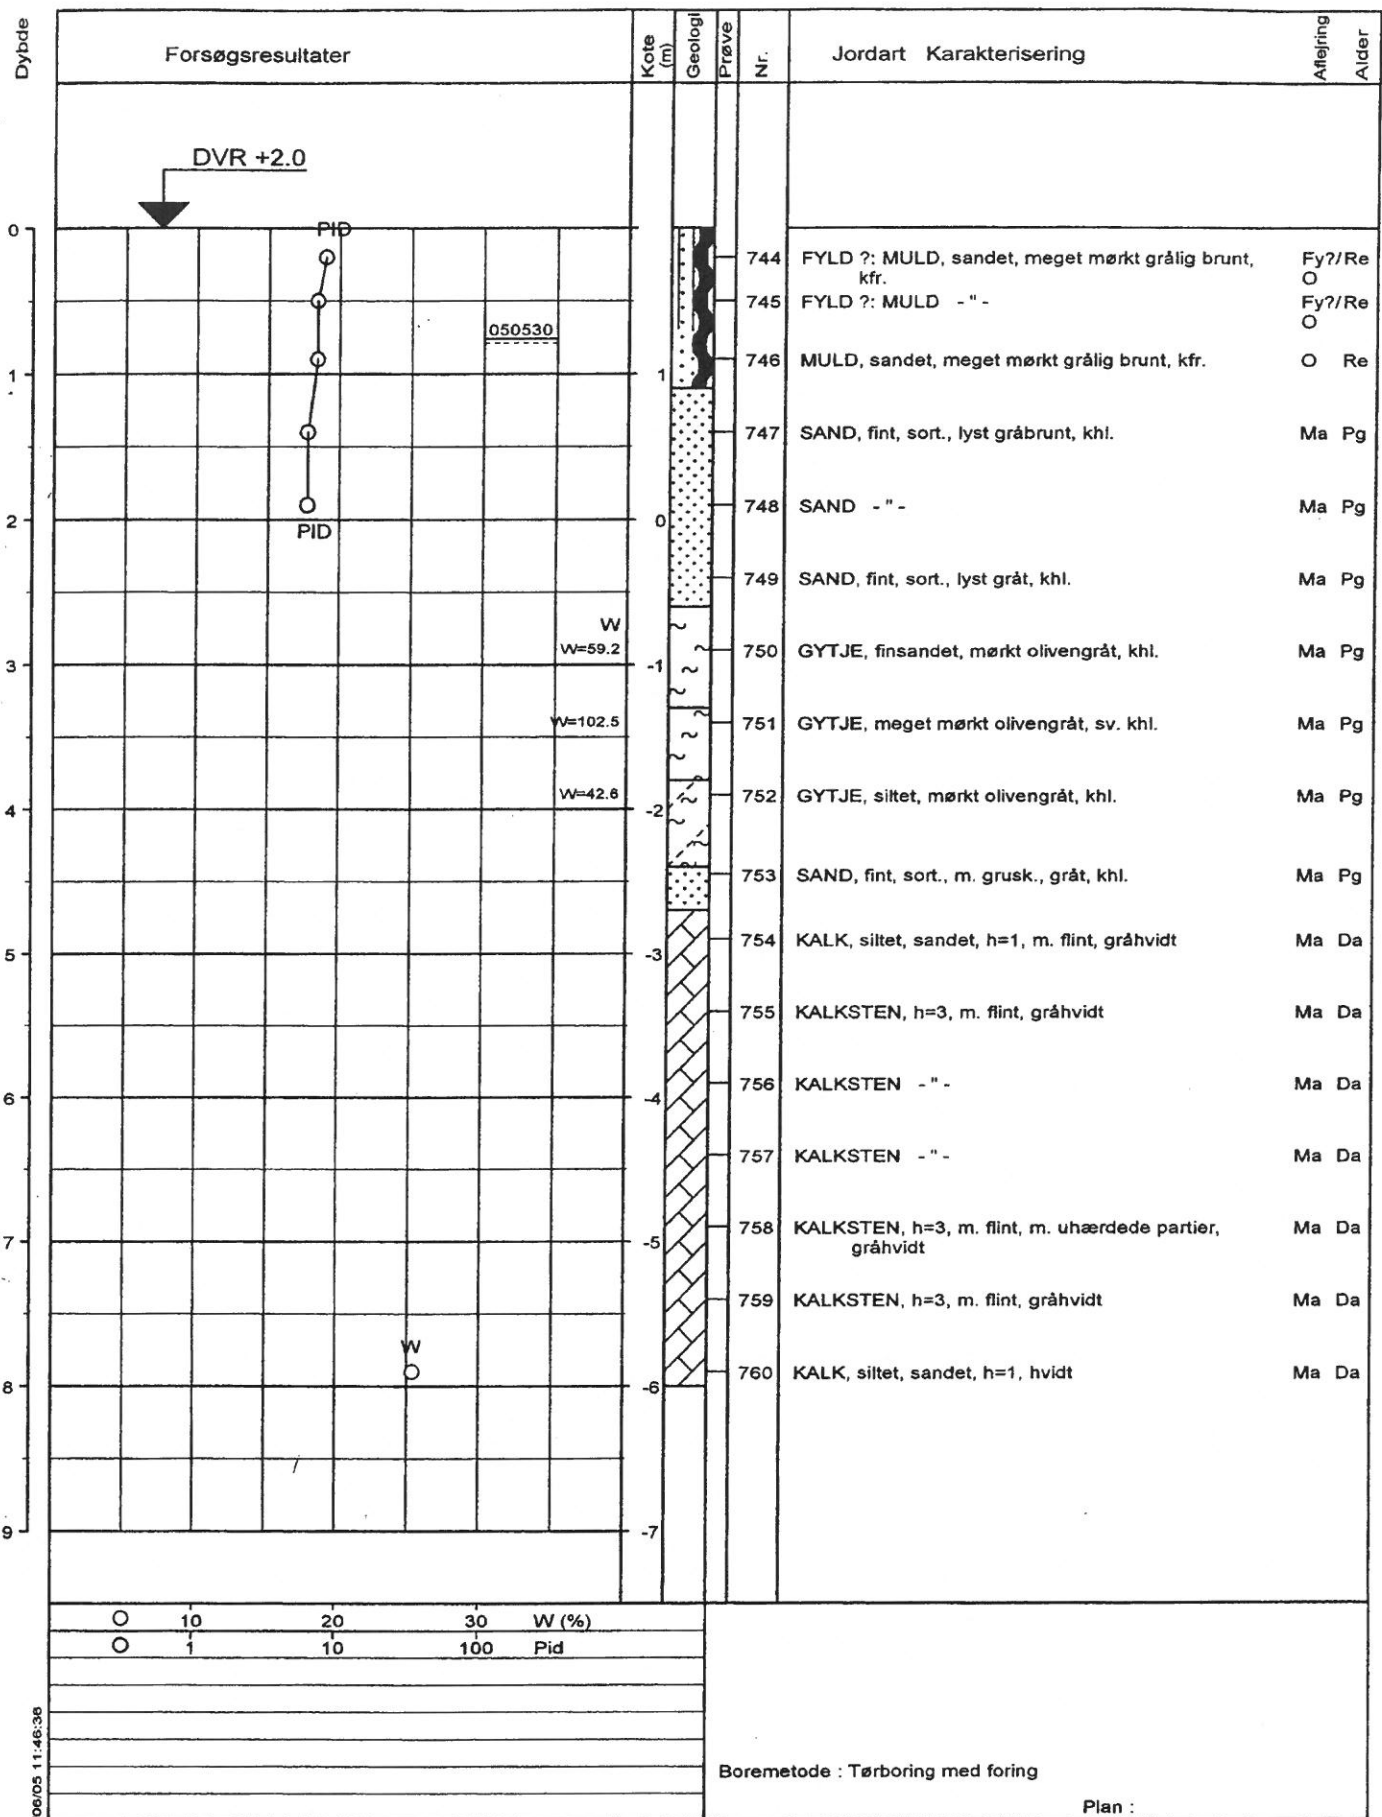 Dybde
Forsøgsresultater
Kote (m)
Geologi
Prøve
Nr.
Jordart Karakterisering
Aflejring
Alder
DVR +2.0
0
PID
744 FYLD ?: MULD, sandet, meget mørkt grålig brunt, Fy?/Re
kfr. O
745 FYLD ?: MULD - " - Fy?/Re
O
050530
746 MULD, sandet, meget mørkt grålig brunt, kfr. O Re
1 1
747 SAND, fint, sort., lyst gråbrunt, khl. Ma Pg
748 SAND - " - Ma Pg
2 0
PID
749 SAND, fint, sort., lyst gråt, khl. Ma Pg
W
W=59.2 750 GYTJE, finsandet, mørkt olivengråt, khl. Ma Pg
3 -1
W=102.5 751 GYTJE, meget mørkt olivengråt, sv. khl. Ma Pg
W=42.6 752 GYTJE, siltet, mørkt olivengråt, khl. Ma Pg
4 -2
753 SAND, fint, sort., m. grusk., gråt, khl. Ma Pg
754 KALK, siltet, sandet, h=1, m. flint, gråhvidt Ma Da
5 -3
755 KALKSTEN, h=3, m. flint, gråhvidt Ma Da
756 KALKSTEN - " - Ma Da
6 -4
757 KALKSTEN - " - Ma Da
758 KALKSTEN, h=3, m. flint, m. uhærdede partier, Ma Da
gråhvidt
7 -5
759 KALKSTEN, h=3, m. flint, gråhvidt Ma Da
W
760 KALK, siltet, sandet, h=1, hvidt Ma Da
8 -6
9 -7
10 20 30 W (%)
1 10 100 Pid
06/05 11:46:36
Boremetode : Tørboring med foring
Plan :